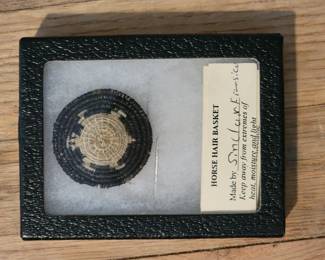 HORSE HAIR BASKET
Made by
Keep away from extremes of
heat, moisture and light